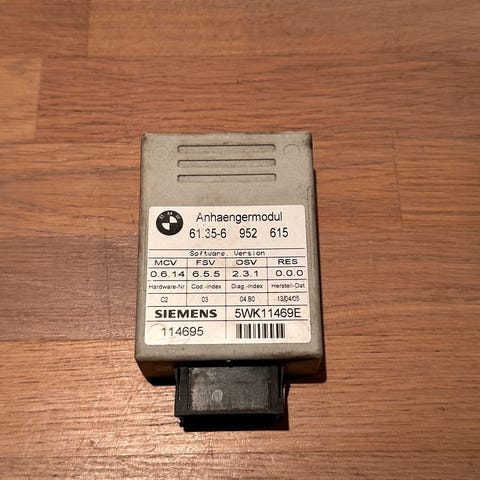 BMW
Anhaengermodul
61.35-6 952 615
Software Version
MCV FSV OSV RES
0.6.14 6.5.5 2.3.1 0.0.0
Hardware-Nr Cod -Index Diag -Index Herstell-Dat
C2 03 04.B0 13/04/05
SIEMENS 5WK11469E
114695